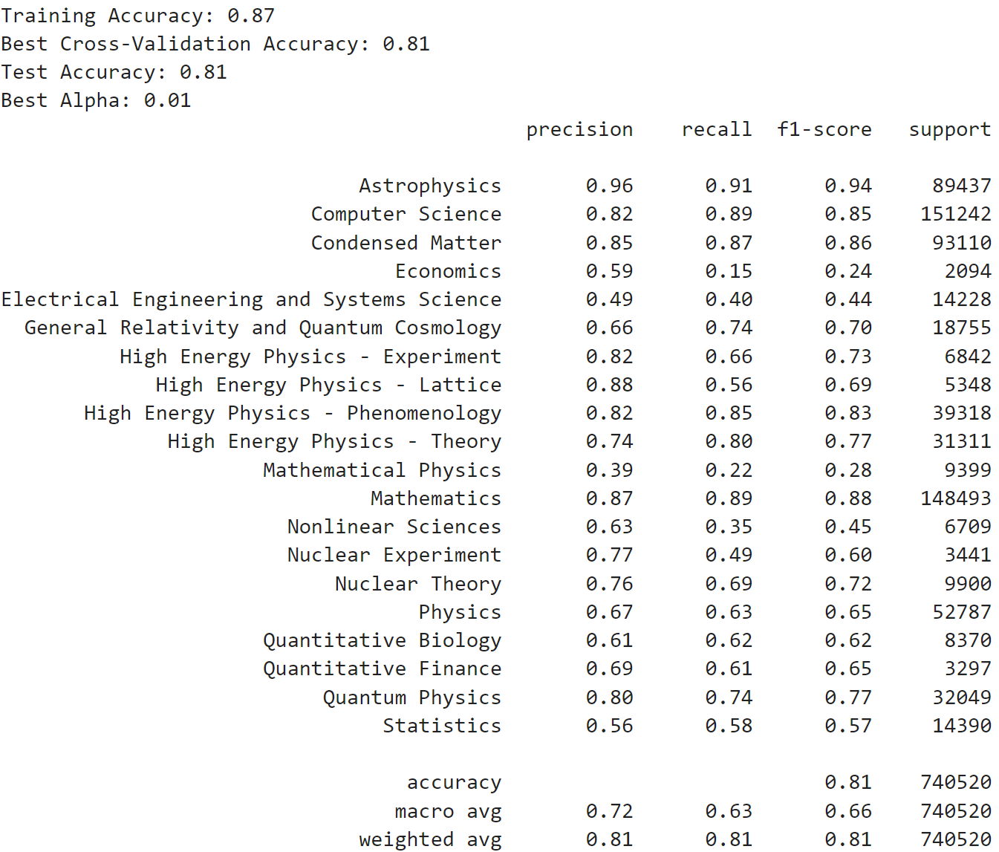 Training Accuracy: 0.87
Best Cross-Validation Accuracy: 0.81
Test Accuracy: 0.81
Best Alpha: 0.01
precision recall f1-score support
Astrophysics 0.96 0.91 0.94 89437
Computer Science 0.82 0.89 0.85 151242
Condensed Matter 0.85 0.87 0.86 93110
Economics 0.59 0.15 0.24 2094
Electrical Engineering and Systems Science 0.49 0.40 0.44 14228
General Relativity and Quantum Cosmology 0.66 0.74 0.70 18755
High Energy Physics - Experiment 0.82 0.66 0.73 6842
High Energy Physics - Lattice 0.88 0.56 0.69 5348
High Energy Physics - Phenomenology 0.82 0.85 0.83 39318
High Energy Physics - Theory 0.74 0.80 0.77 31311
Mathematical Physics 0.39 0.22 0.28 9399
Mathematics 0.87 0.89 0.88 148493
Nonlinear Sciences 0.63 0.35 0.45 6709
Nuclear Experiment 0.77 0.49 0.60 3441
Nuclear Theory 0.76 0.69 0.72 9900
Physics 0.67 0.63 0.65 52787
Quantitative Biology 0.61 0.62 0.62 8370
Quantitative Finance 0.69 0.61 0.65 3297
Quantum Physics 0.80 0.74 0.77 32049
Statistics 0.56 0.58 0.57 14390
accuracy 0.81 740520
macro avg 0.72 0.63 0.66 740520
weighted avg 0.81 0.81 0.81 740520